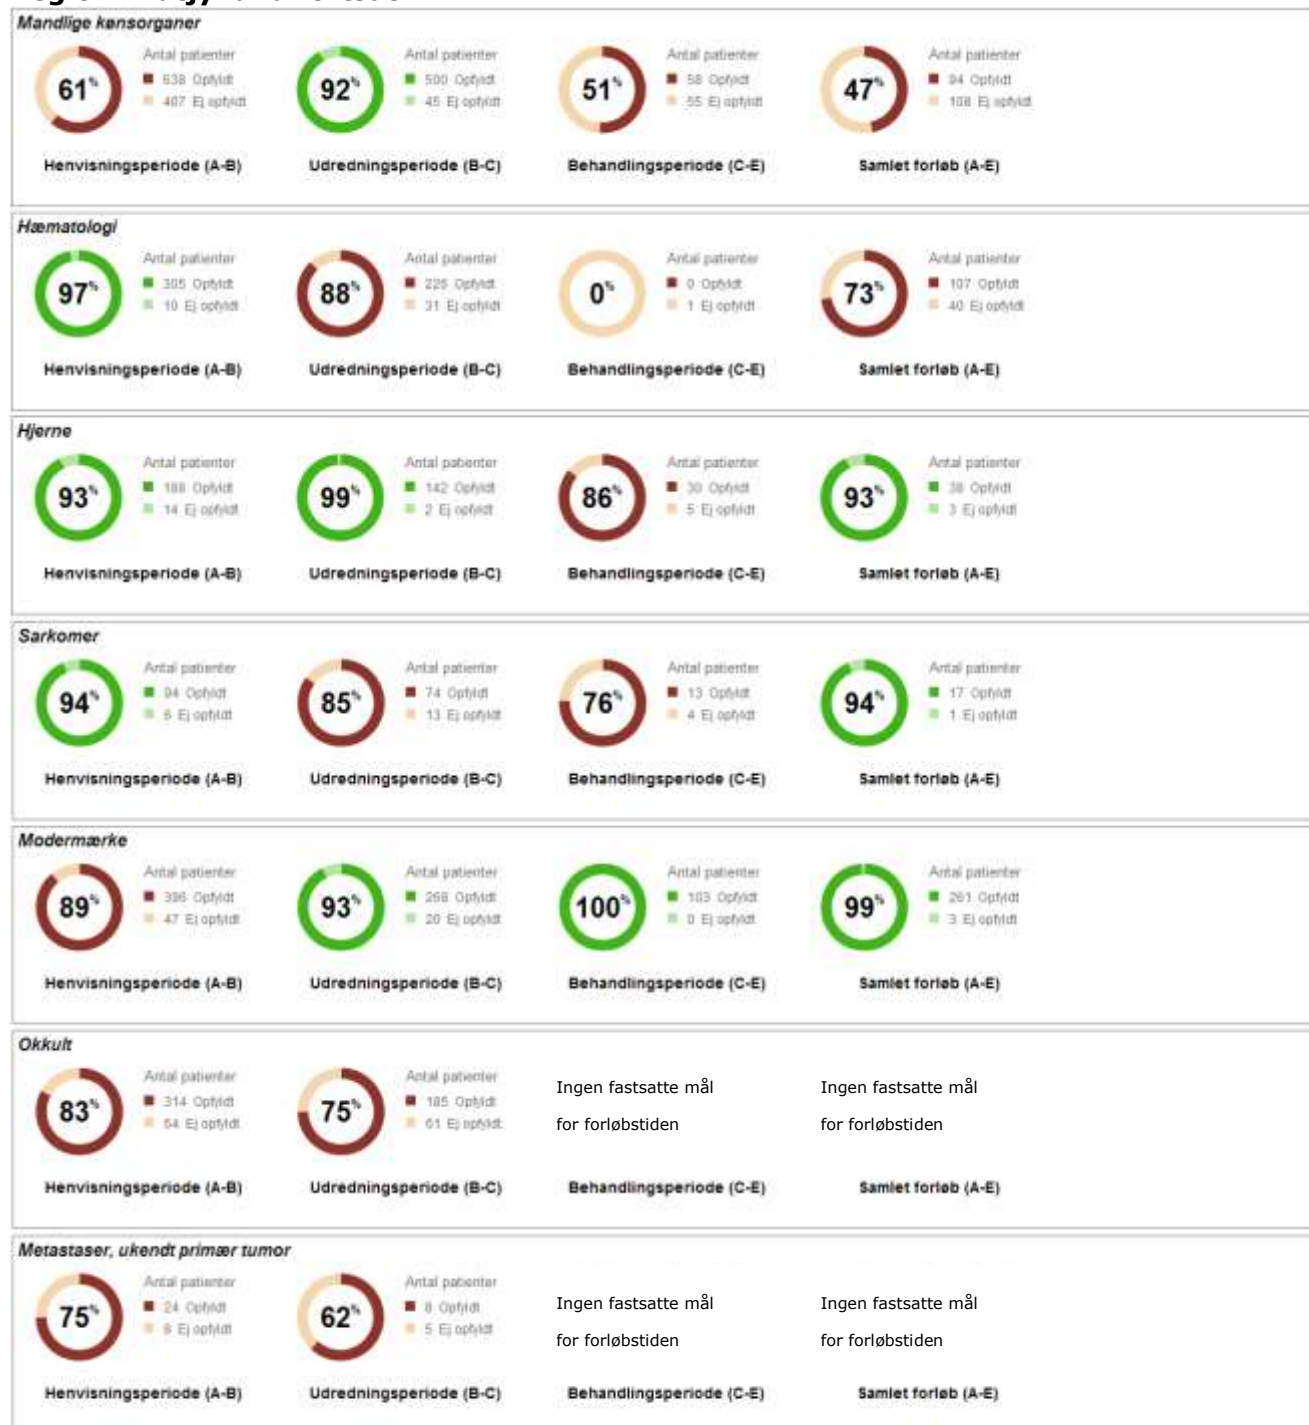 Mandlige kønsorganer
Antal patienter Antal patienter Antal patienter Antal patienter
61% 638 Opfyldt 92% 500 Opfyldt 51% 58 Opfyldt 47% 94 Opfyldt
407 Ej opfyldt 45 Ej opfyldt 55 Ej opfyldt 108 Ej opfyldt
Henvisningsperiode (A-B) Udredningsperiode (B-C) Behandlingsperiode (C-E) Samlet forløb (A-E)
Hæmatologi
Antal patienter Antal patienter Antal patienter Antal patienter
97% 305 Opfyldt 88% Opfyldt 0% 0 Opfyldt 73% 107 Opfyldt
10 Ej opfyldt 31 Ej opfyldt 1 Ej opfyldt 40 Ej opfyldt
Henvisningsperiode (A-B) Udredningsperiode (B-C) Behandlingsperiode (C-E) Samlet forløb (A-E)
Hjerne
Antal patienter Antal patienter Antal patienter Antal patienter
93% 188 Opfyldt 99% 142 Opfyldt 86% 30 Opfyldt 93% 38 Opfyldt
14 Ej opfyldt 2 Ej opfyldt 5 Ej opfyldt 3 Ej opfyldt
Henvisningsperiode (A-B) Udredningsperiode (B-C) Behandlingsperiode (C-E) Samlet forløb (A-E)
Sarkomer
Antal patienter Antal patienter Antal patienter Antal patienter
94% 94 Opfyldt 85% 74 Opfyldt 76% 13 Opfyldt 94% 17 Opfyldt
6 Ej opfyldt 13 Ej opfyldt 4 Ej opfyldt 1 Ej opfyldt
Henvisningsperiode (A-B) Udredningsperiode (B-C) Behandlingsperiode (C-E) Samlet forløb (A-E)
Modermærke
Antal patienter Antal patienter Antal patienter Antal patienter
89% Opfyldt 93% 268 Opfyldt 100% 103 Opfyldt 99% 261 Opfyldt
47 Ej opfyldt 20 Ej opfyldt 0 Ej opfyldt 3 Ej opfyldt
Henvisningsperiode (A-B) Udredningsperiode (B-C) Behandlingsperiode (C-E) Samlet forløb (A-E)
Okkult
Antal patienter Antal patienter Ingen fastsatte mål Ingen fastsatte mål
83% 314 Opfyldt 75% 185 Opfyldt
64 Ej opfyldt 61 Ej opfyldt for forløbstiden for forløbstiden
Henvisningsperiode (A-B) Udredningsperiode (B-C) Behandlingsperiode (C-E) Samlet forløb (A-E)
Metastaser, ukendt primær tumor
Antal patienter Antal patienter Ingen fastsatte mål Ingen fastsatte mål
75% 24 Opfyldt 62% 8 Opfyldt
8 Ej opfyldt 5 Ej opfyldt for forløbstiden for forløbstiden
Henvisningsperiode (A-B) Udredningsperiode (B-C) Behandlingsperiode (C-E) Samlet forløb (A-E)